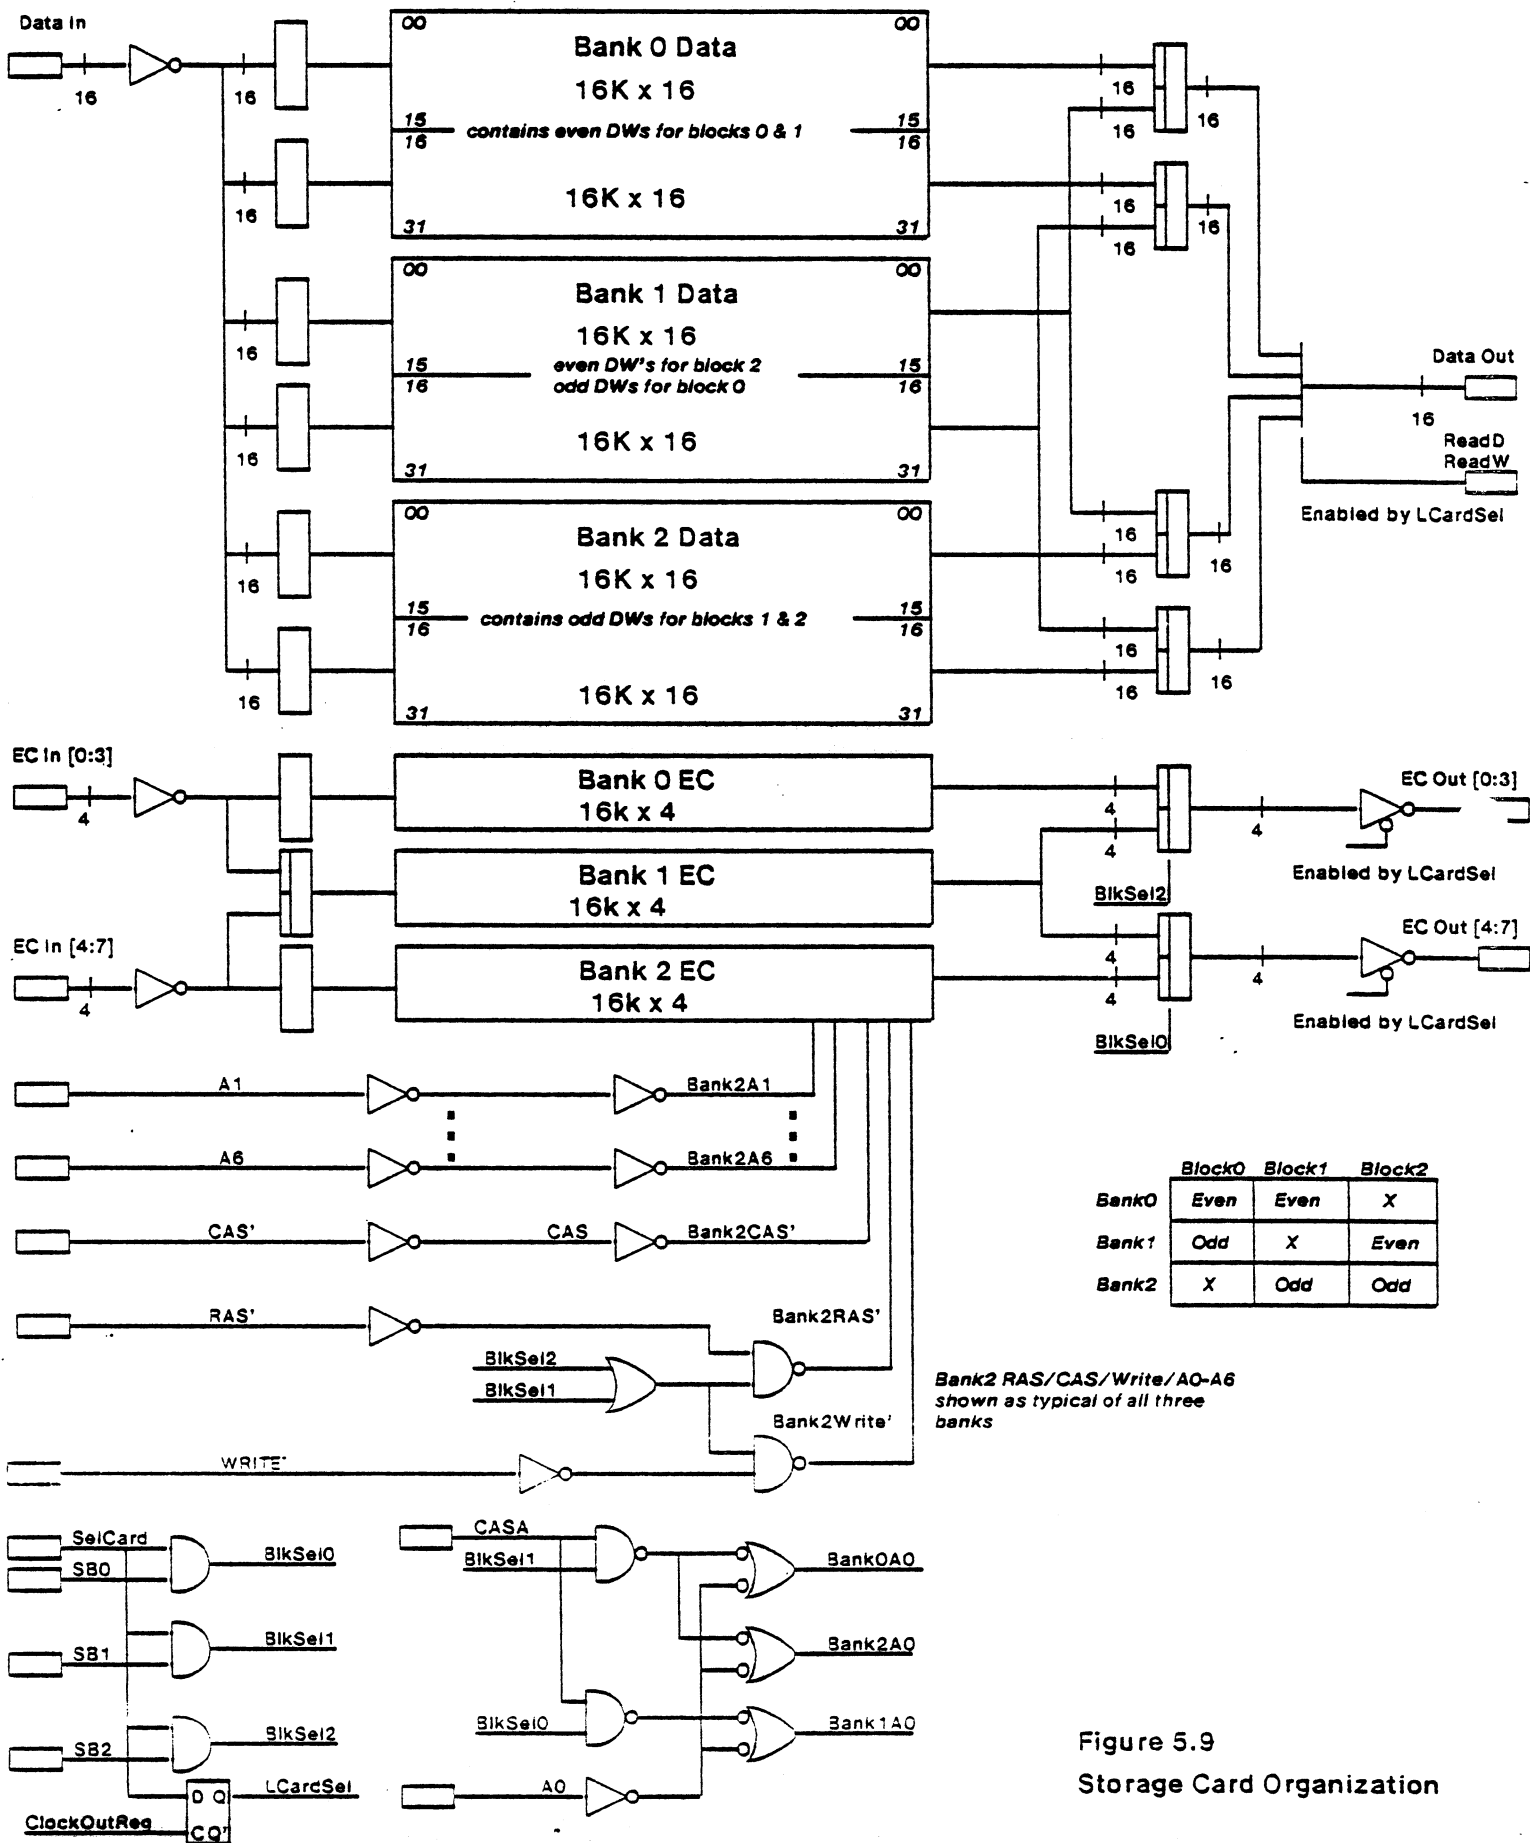 Data In
16
16
00
00
Bank 0 Data
16K x 16
15
16
contains even DWs for blocks 0 & 1
15
16
16K x 16
31
31
16
16
16
16
16
16
16
00
00
Bank 1 Data
16K x 16
15
16
even DW's for block 2
odd DWs for block 0
15
16
16K x 16
31
31
16
16
Data Out
16
ReadD
ReadW
Enabled by LCardSel
00
00
Bank 2 Data
16K x 16
15
16
contains odd DWs for blocks 1 & 2
15
16
16K x 16
31
31
16
16
16
16
16
16
16
16
EC In [0:3]
4
Bank 0 EC
16k x 4
4
4
4
BlkSel2
EC Out [0:3]
Enabled by LCardSel
Bank 1 EC
16k x 4
EC In [4:7]
4
Bank 2 EC
16k x 4
4
4
4
BlkSel0
EC Out [4:7]
Enabled by LCardSel
A1
Bank2A1
A6
Bank2A6
CAS'
CAS
Bank2CAS'
RAS'
Bank2RAS'
BlkSel2
BlkSel1
Bank2Write'
WRITE'
Block0 Block1 Block2
Bank0 Even Even X
Bank1 Odd X Even
Bank2 X Odd Odd
Bank2 RAS/CAS/Write/A0-A6
shown as typical of all three
banks
SelCard
SB0
BlkSel0
SB1
BlkSel1
SB2
BlkSel2
D Q
LCardSel
ClockOutReq
C Q'
CASA
BlkSel1
Bank0A0
Bank2A0
BlkSel0
Bank1A0
A0
Figure 5.9
Storage Card Organization